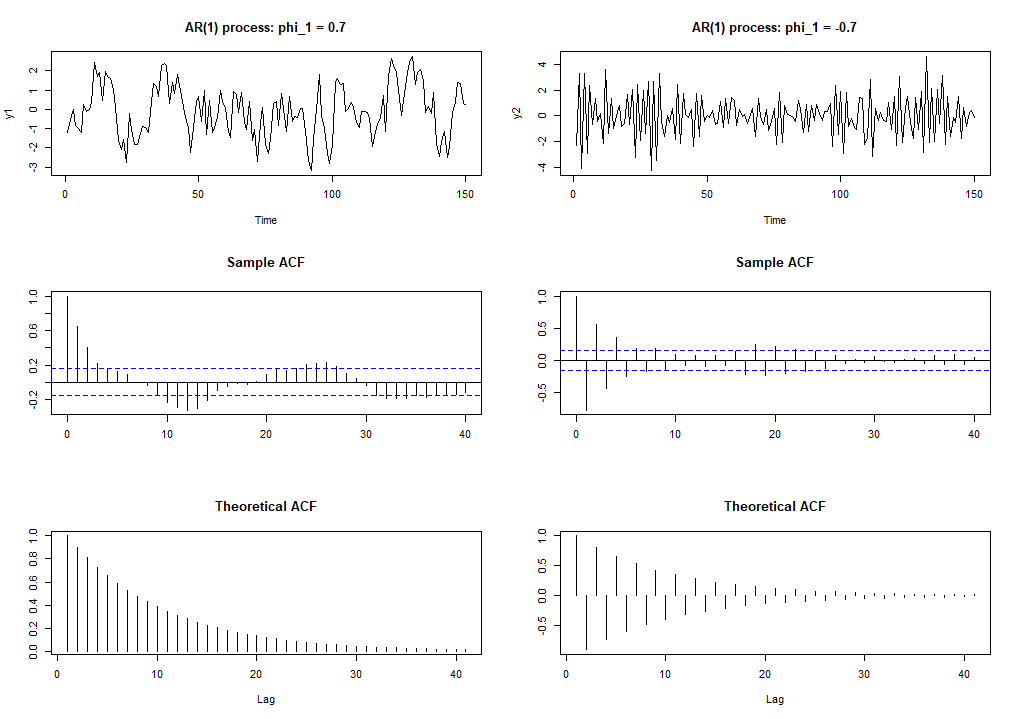 AR(1) process: phi_1 = 0.7
y1
-3 -2 -1 0 1 2
0 50 100 150
Time
AR(1) process: phi_1 = -0.7
y2
-4 -2 0 2 4
0 50 100 150
Time
Sample ACF
-0.2 0.2 0.6 1.0
0 10 20 30 40
Sample ACF
-0.5 0.0 0.5 1.0
0 10 20 30 40
Theoretical ACF
0.0 0.2 0.4 0.6 0.8 1.0
0 10 20 30 40
Lag
Theoretical ACF
-0.5 0.0 0.5 1.0
0 10 20 30 40
Lag